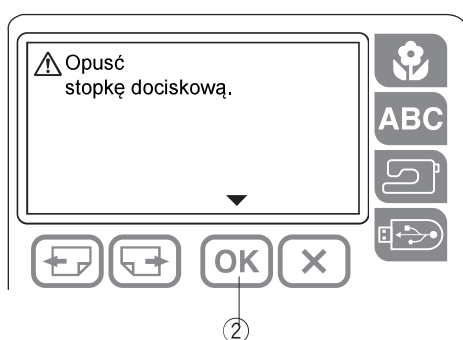 ⚠ Opusć
stopkę dociskową.
ABC
OK
②